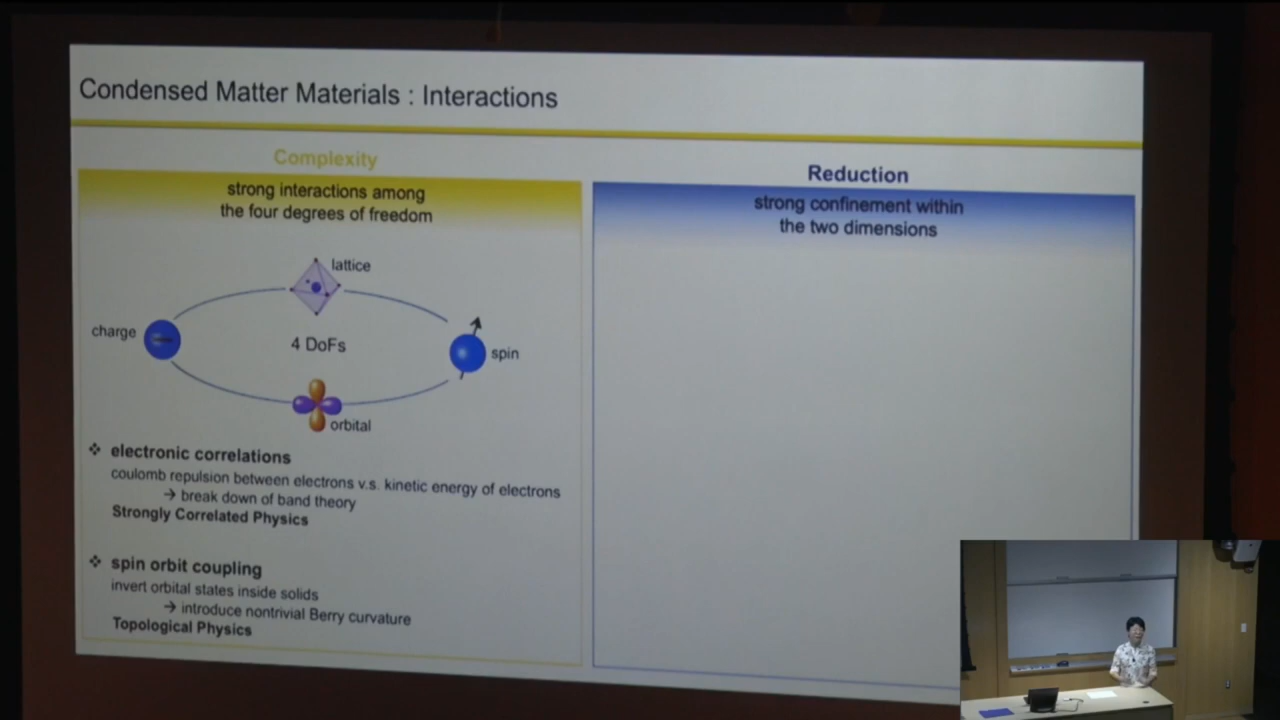 Condensed Matter Materials : Interactions
Complexity
strong interactions among
the four degrees of freedom
lattice
charge
4 DoFs
spin
orbital
❖ electronic correlations
coulomb repulsion between electrons v.s. kinetic energy of electrons
→ break down of band theory
Strongly Correlated Physics
❖ spin orbit coupling
invert orbital states inside solids
→ introduce nontrivial Berry curvature
Topological Physics
Reduction
strong confinement within
the two dimensions